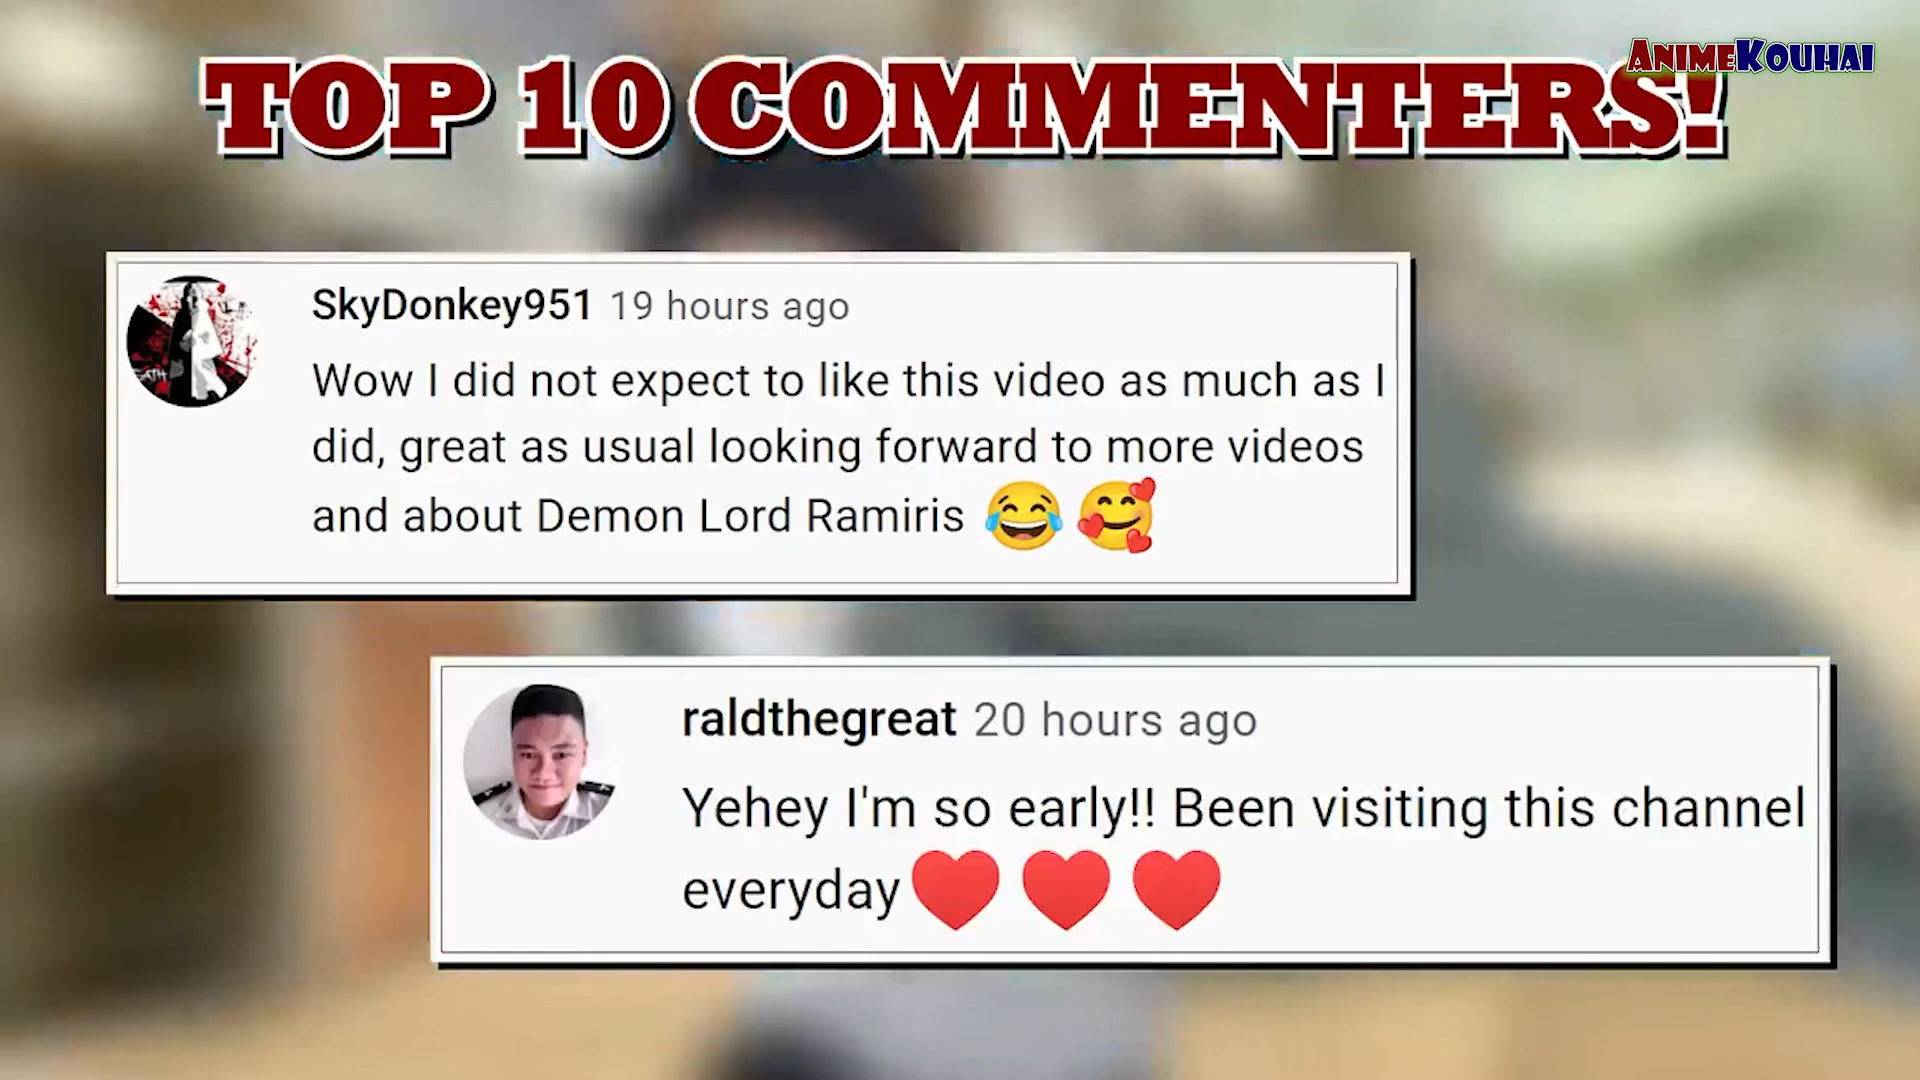 ANIMEKOUHAI
TOP 10 COMMENTERS!
SkyDonkey951 19 hours ago
Wow I did not expect to like this video as much as I
did, great as usual looking forward to more videos
and about Demon Lord Ramiris 😂 🥰
raldthegreat 20 hours ago
Yehey I'm so early!! Been visiting this channel
everyday ❤️ ❤️ ❤️